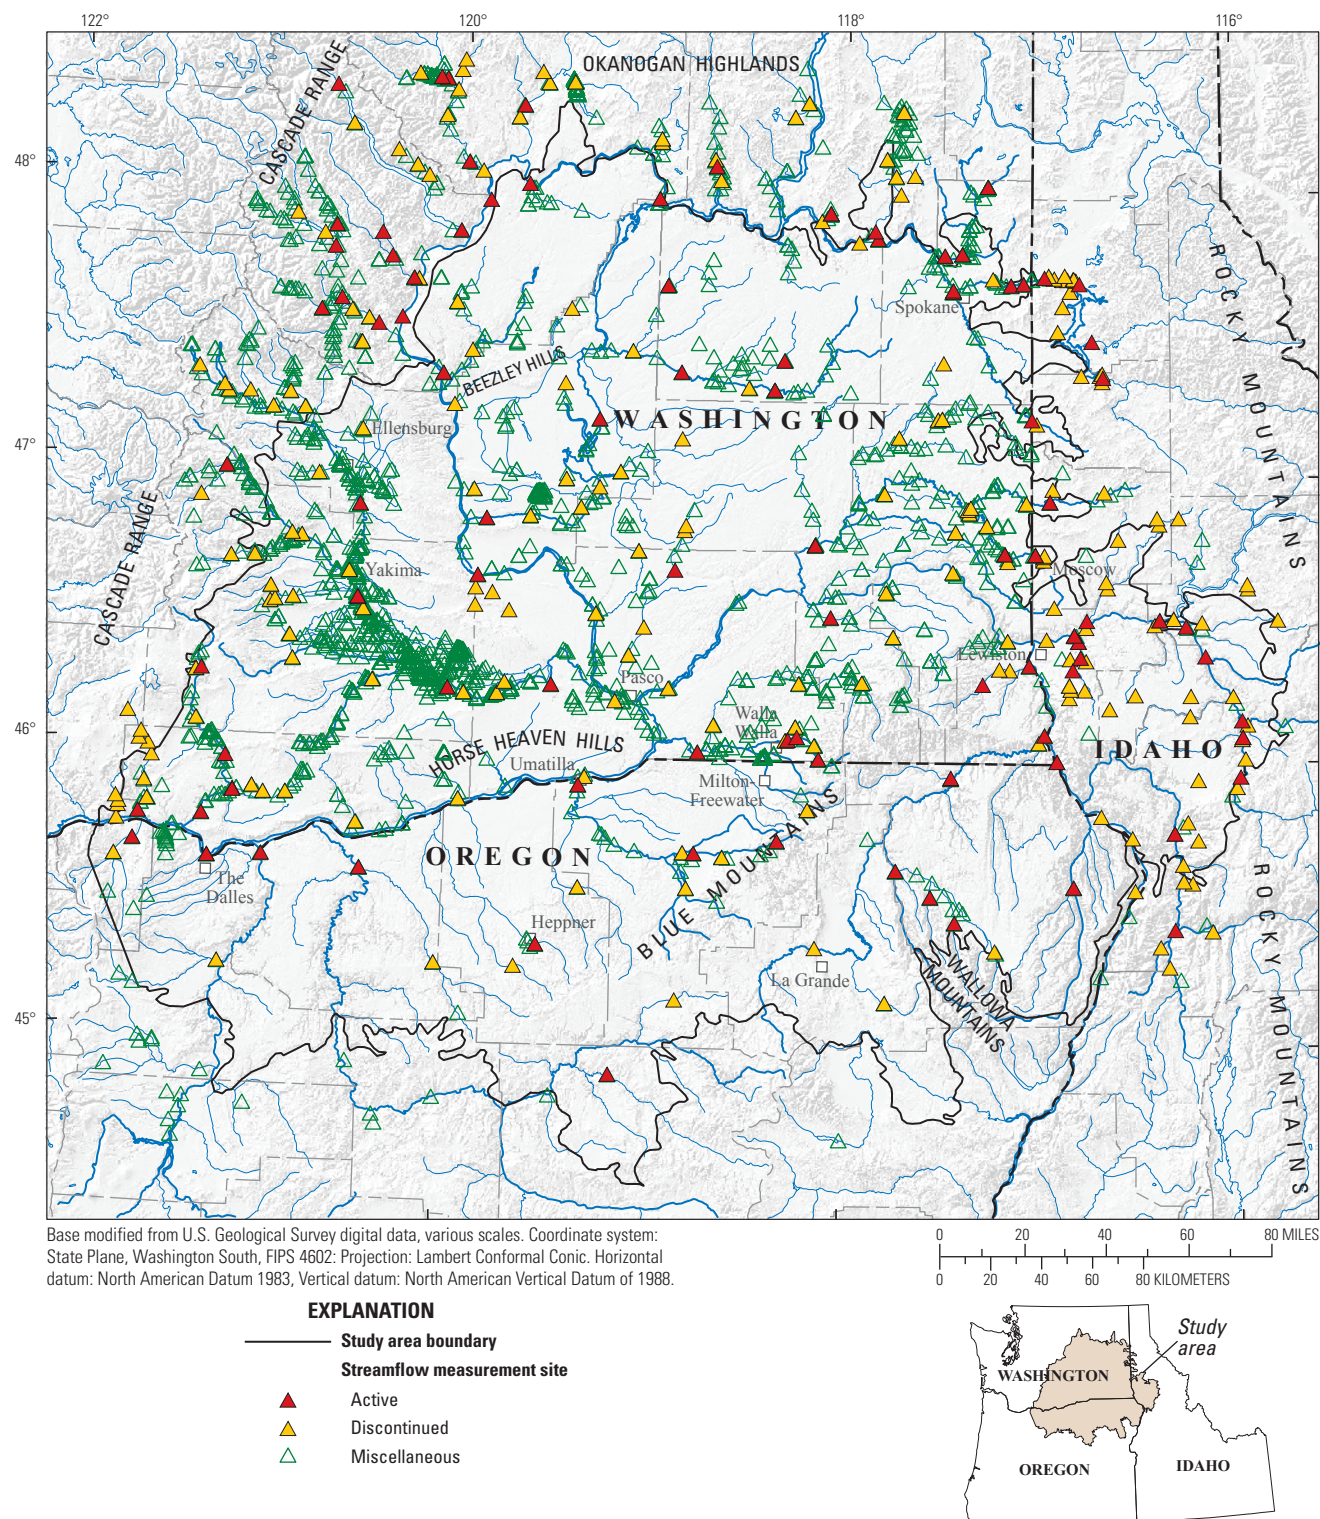 122°
120°
118°
116°
OKANOGAN HIGHLANDS
CASCADE RANGE
48°
ROCKY MOUNTAINS
Spokane
BEEZLEY HILLS
WASHINGTON
Ellensburg
47°
CASCADE RANGE
Yakima
Moscow
Lewiston
Pasco
46°
Walla
Walla
HORSE HEAVEN HILLS
IDAHO
Umatilla
Milton-
Freewater
OREGON
BLUE MOUNTAINS
The
Dalles
ROCKY MOUNTAINS
Heppner
La Grande
WALLOWA
MOUNTAINS
45°
Base modified from U.S. Geological Survey digital data, various scales. Coordinate system:
State Plane, Washington South, FIPS 4602: Projection: Lambert Conformal Conic. Horizontal
datum: North American Datum 1983, Vertical datum: North American Vertical Datum of 1988.
0 20 40 60 80 MILES
0 20 40 60 80 KILOMETERS
EXPLANATION
Study area boundary
Streamflow measurement site
Active
Discontinued
Miscellaneous
Study
area
WASHINGTON
OREGON
IDAHO